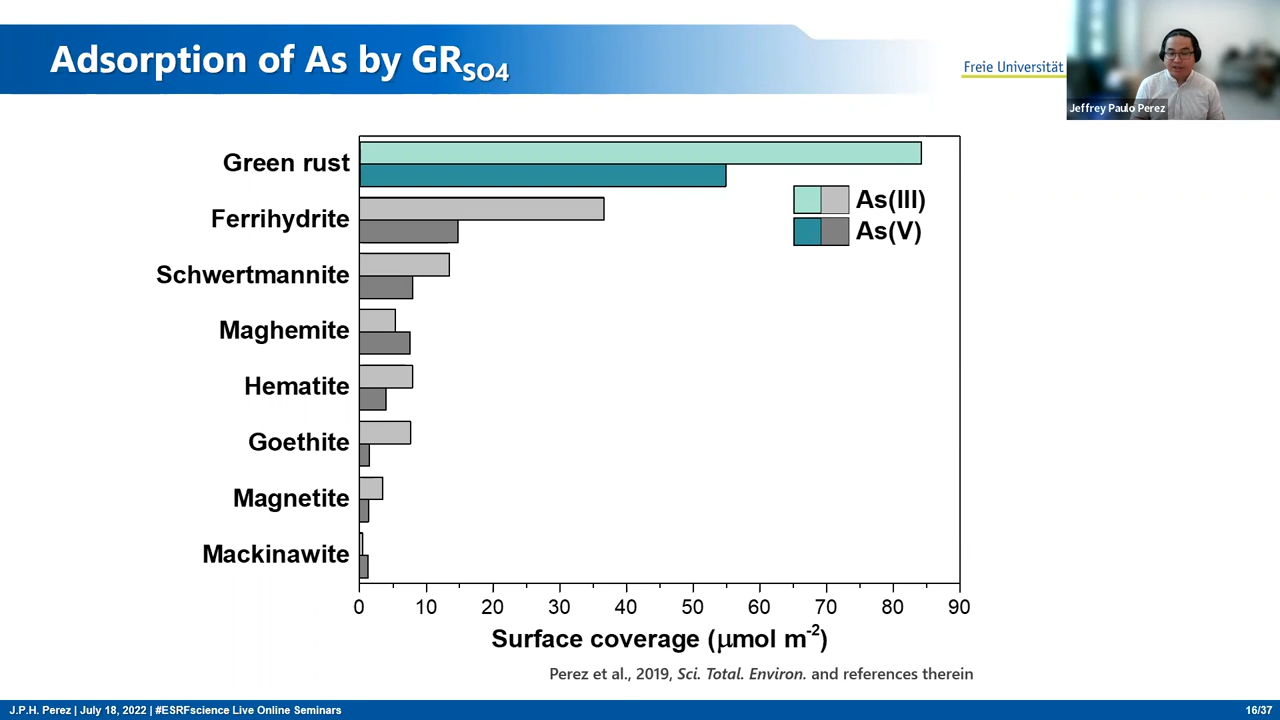 Adsorption of As by GRSO4
Freie Universität
Jeffrey Paulo Perez
Green rust
Ferrihydrite
Schwertmannite
Maghemite
Hematite
Goethite
Magnetite
Mackinawite
As(III)
As(V)
0 10 20 30 40 50 60 70 80 90
Surface coverage (μmol m-2)
Perez et al., 2019, Sci. Total. Environ. and references therein
J.P.H. Perez | July 18, 2022 | #ESRFscience Live Online Seminars
16/37